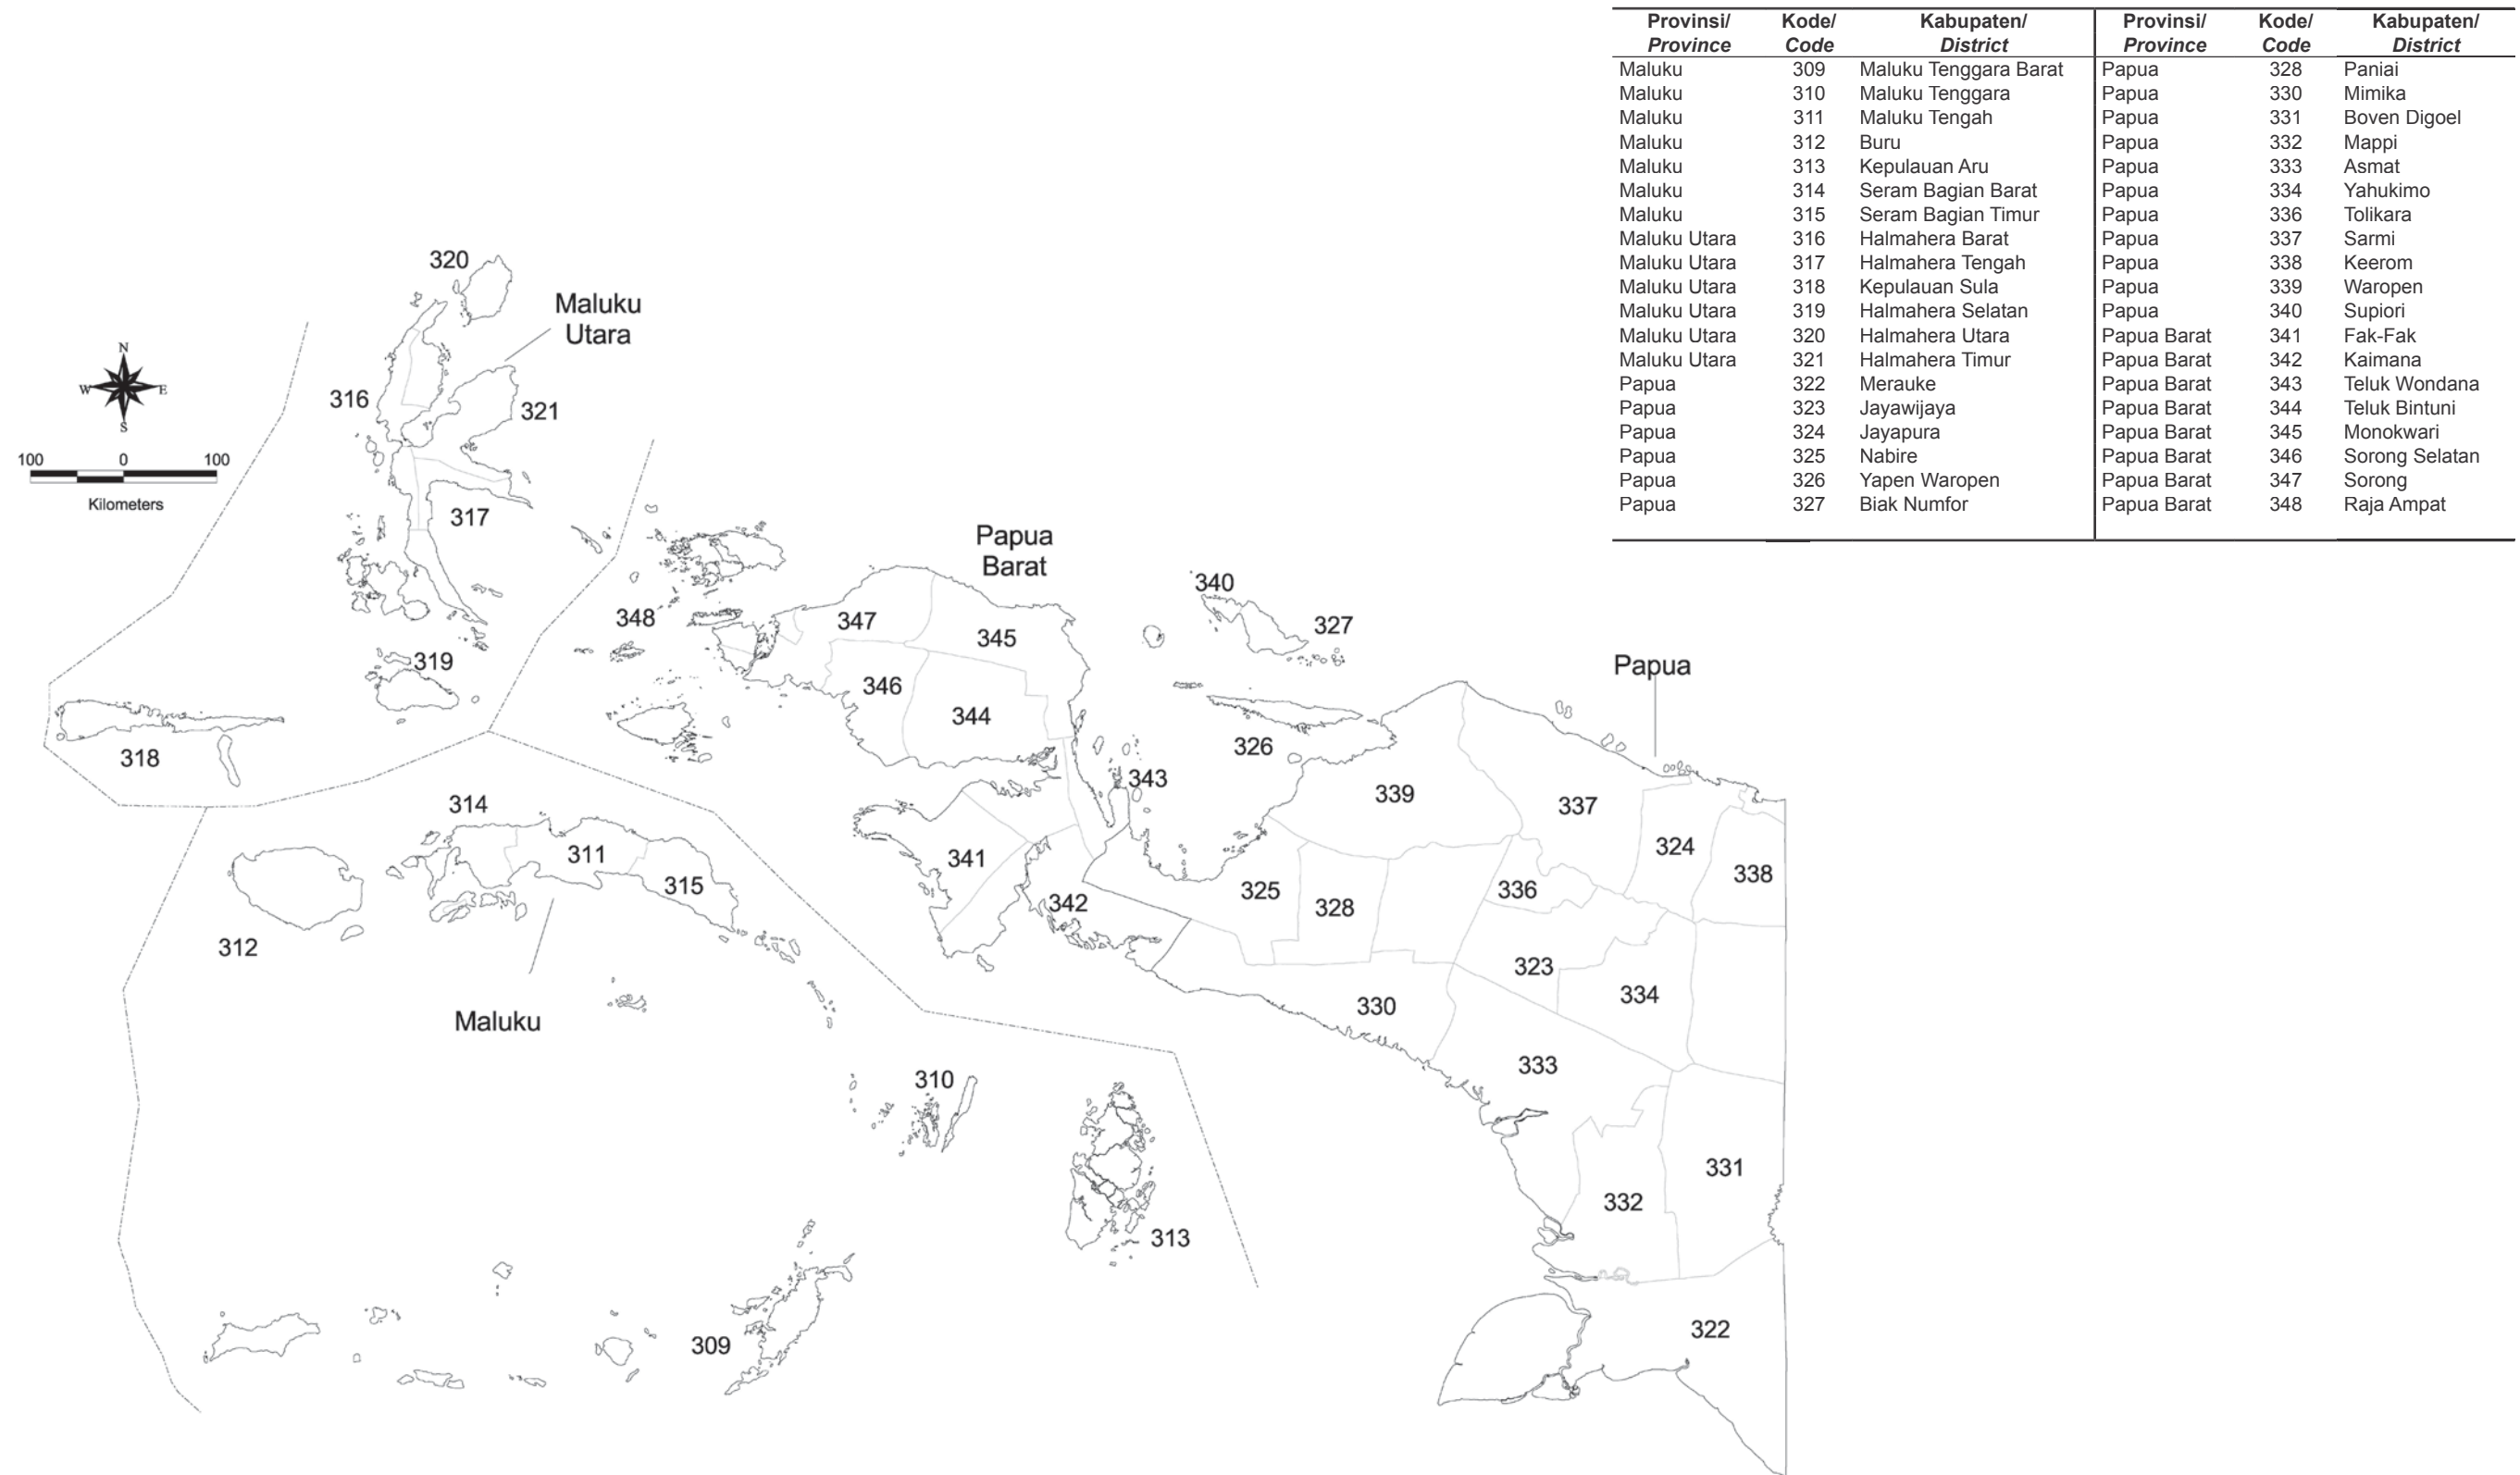 Provinsi/ Kode/ Kabupaten/ Provinsi/ Kode/ Kabupaten/
Province Code District Province Code District
Maluku 309 Maluku Tenggara Barat Papua 328 Paniai
Maluku 310 Maluku Tenggara Papua 330 Mimika
Maluku 311 Maluku Tengah Papua 331 Boven Digoel
Maluku 312 Buru Papua 332 Mappi
Maluku 313 Kepulauan Aru Papua 333 Asmat
Maluku 314 Seram Bagian Barat Papua 334 Yahukimo
Maluku 315 Seram Bagian Timur Papua 336 Tolikara
Maluku Utara 316 Halmahera Barat Papua 337 Sarmi
Maluku Utara 317 Halmahera Tengah Papua 338 Keerom
Maluku Utara 318 Kepulauan Sula Papua 339 Waropen
Maluku Utara 319 Halmahera Selatan Papua 340 Supiori
Maluku Utara 320 Halmahera Utara Papua Barat 341 Fak-Fak
Maluku Utara 321 Halmahera Timur Papua Barat 342 Kaimana
Papua 322 Merauke Papua Barat 343 Teluk Wondana
Papua 323 Jayawijaya Papua Barat 344 Teluk Bintuni
Papua 324 Jayapura Papua Barat 345 Monokwari
Papua 325 Nabire Papua Barat 346 Sorong Selatan
Papua 326 Yapen Waropen Papua Barat 347 Sorong
Papua 327 Biak Numfor Papua Barat 348 Raja Ampat
320
Maluku
Utara
N
W E
S
316
321
100 0 100
Kilometers
317
Papua
Barat
340
348
347
327
345
319
Papua
346
344
326
318
343
339
314
337
311
324
341
338
315
325
336
342
328
312
323
334
330
Maluku
333
310
331
332
313
322
309